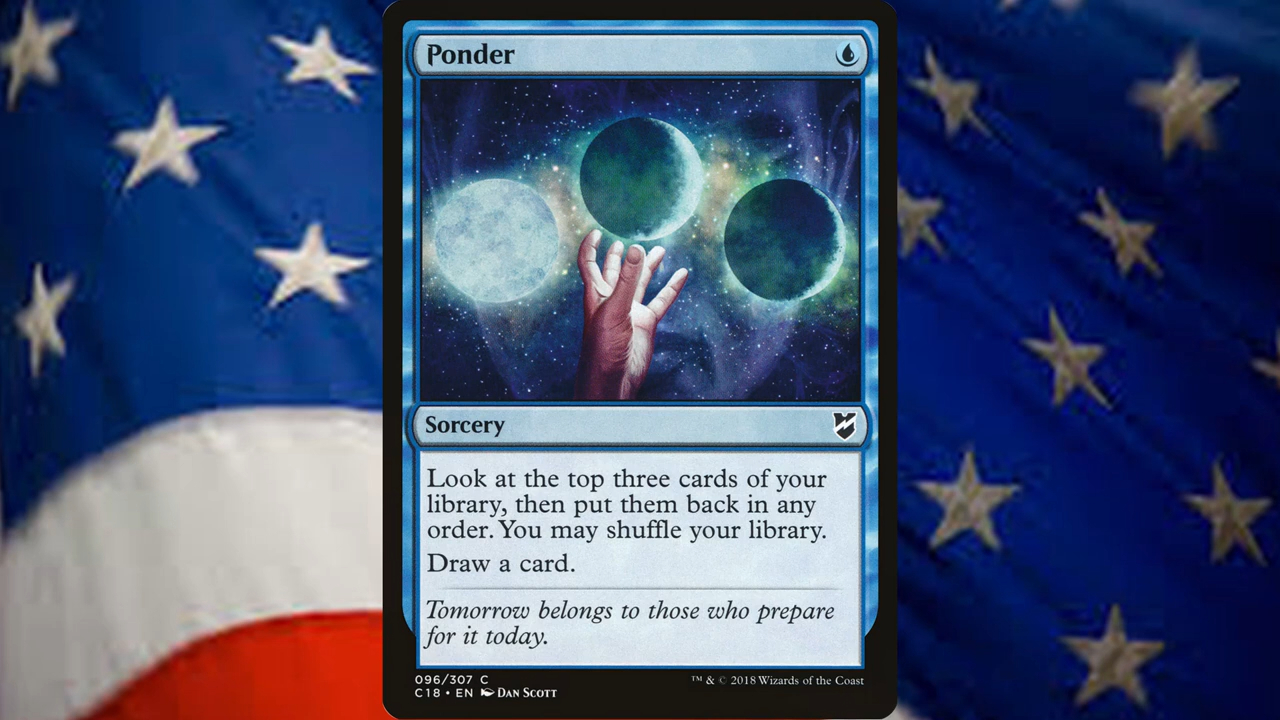 Ponder
Sorcery
Look at the top three cards of your
library, then put them back in any
order. You may shuffle your library.
Draw a card.
Tomorrow belongs to those who prepare
for it today.
096/307 C
C18 • EN Dan Scott
™ & © 2018 Wizards of the Coast